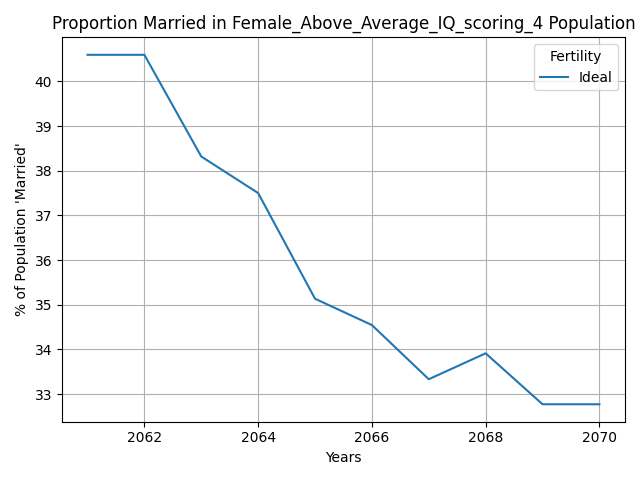 Proportion Married in Female_Above_Average_IQ_scoring_4 Population
Fertility
Ideal
40
39
38
37
36
35
34
33
% of Population 'Married'
2062 2064 2066 2068 2070
Years